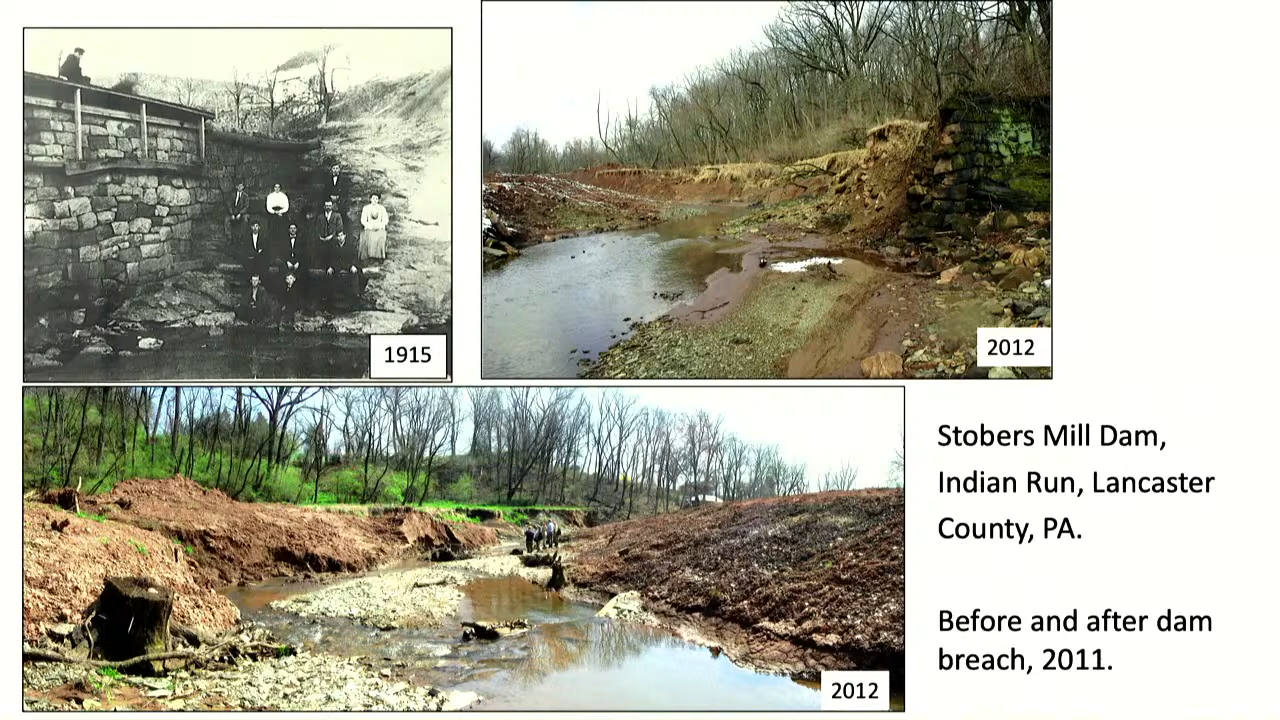 1915
2012
2012
Stobers Mill Dam,
Indian Run, Lancaster
County, PA.
Before and after dam
breach, 2011.